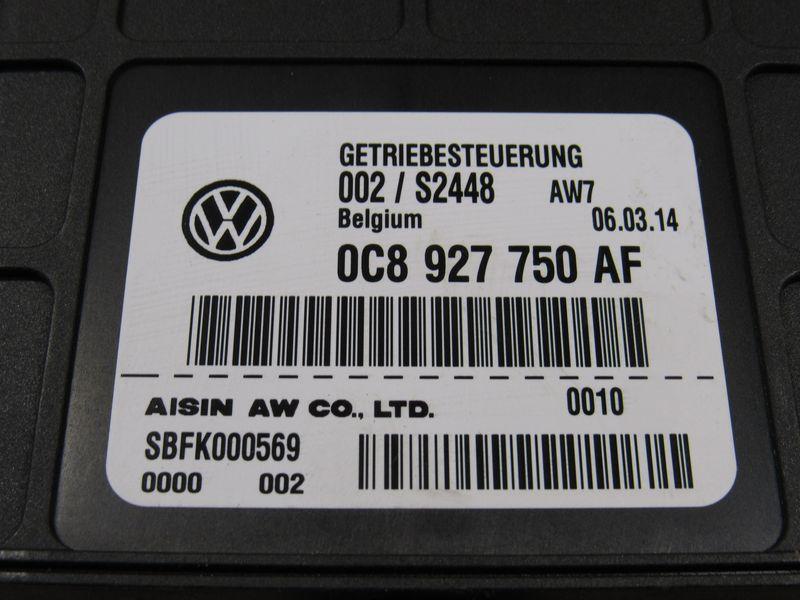 GETRIEBESTEUERUNG
002 / S2448 AW7
Belgium 06.03.14
0C8 927 750 AF
AISIN AW CO., LTD. 0010
SBFK000569
0000 002